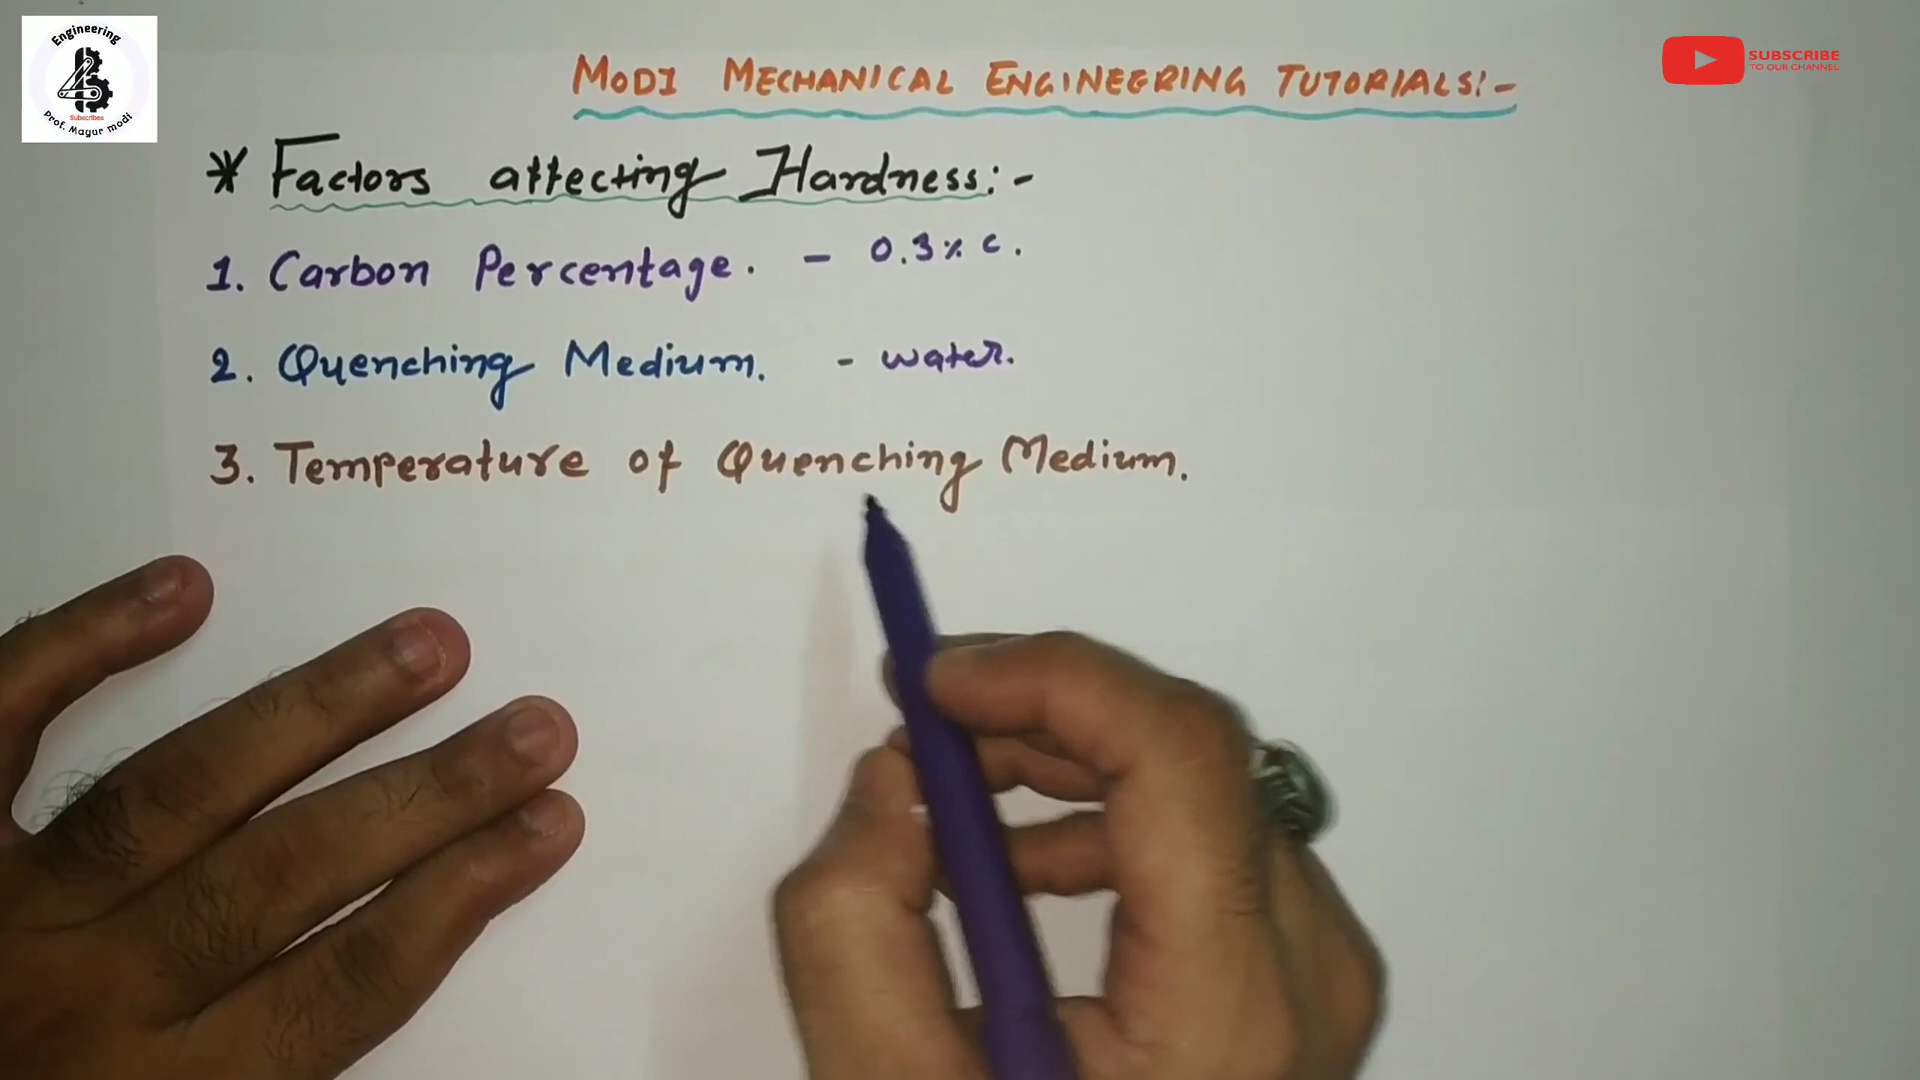 Engineering
Subscribes
Prof. Mayur modi
SUBSCRIBE
TO OUR CHANNEL
MODI MECHANICAL ENGINEERING TUTORIALS:-
* Factors affecting Hardness:-
1. Carbon Percentage. - 0.3% C.
2. Quenching Medium. - water.
3. Temperature of Quenching Medium.